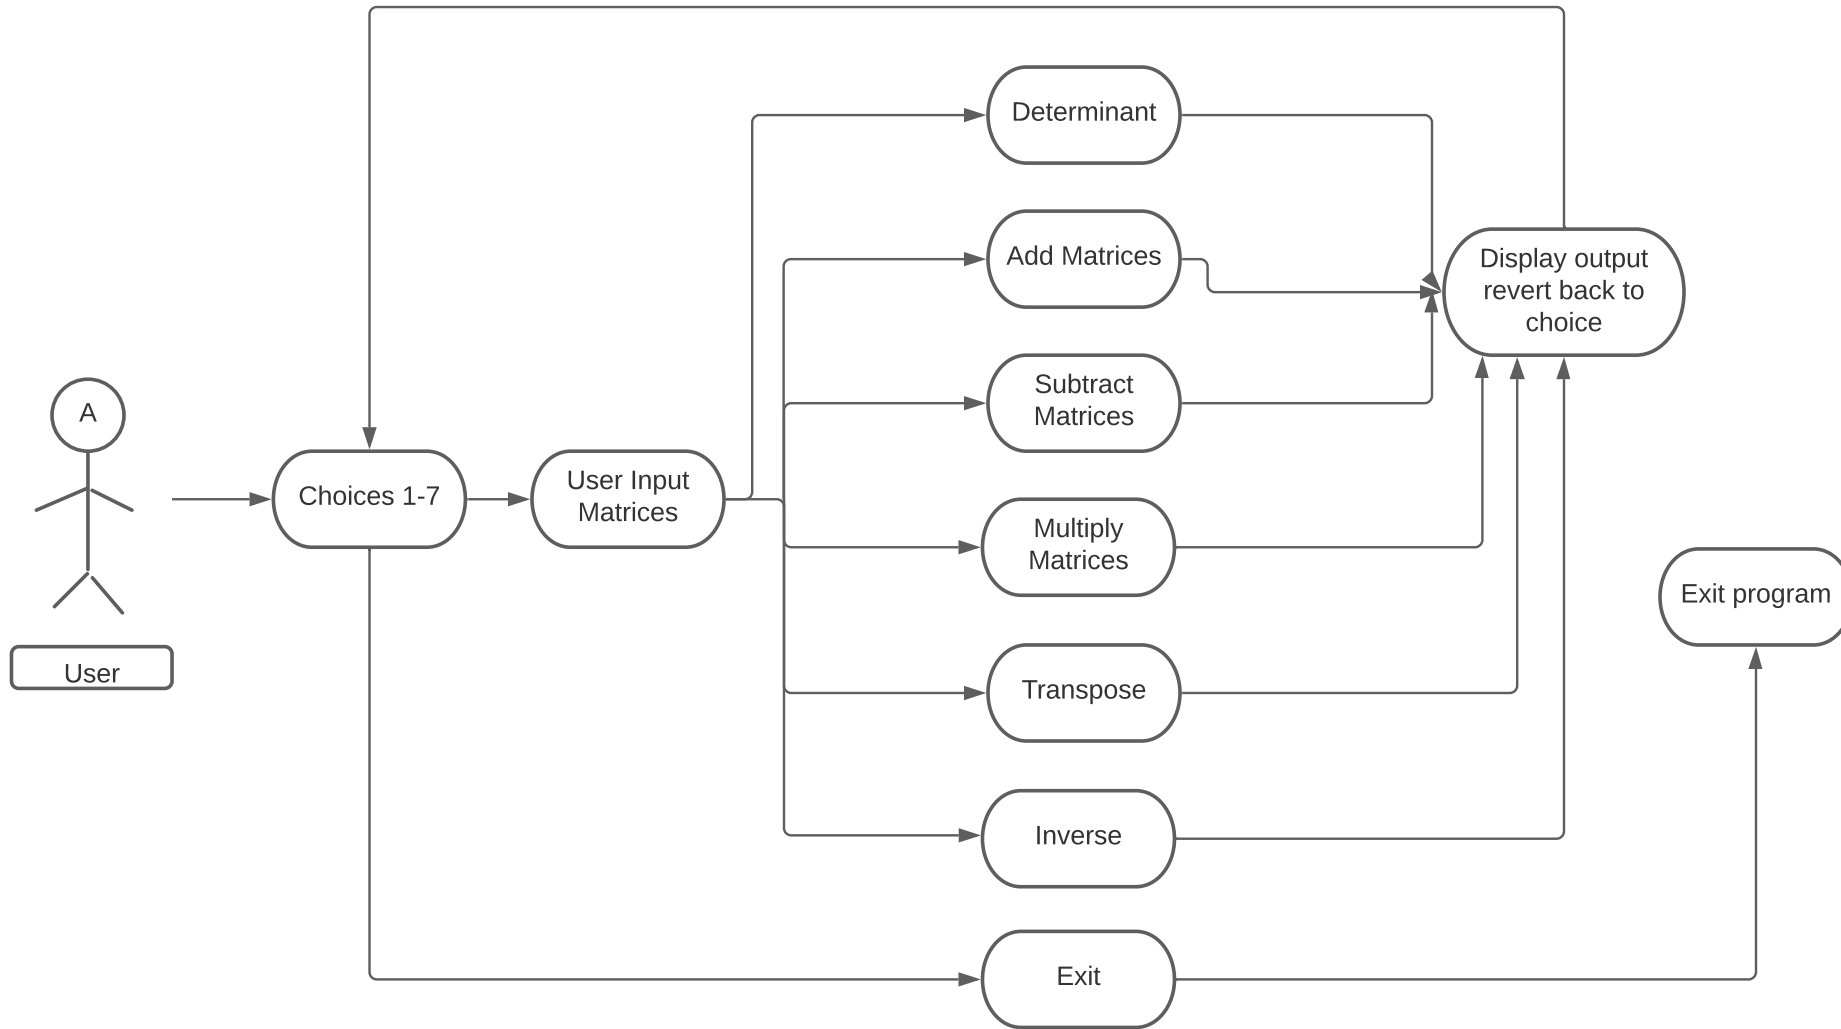 Determinant
Add Matrices
Display output
revert back to
choice
Subtract
Matrices
A
Choices 1-7
User Input
Matrices
Multiply
Matrices
Exit program
User
Transpose
Inverse
Exit